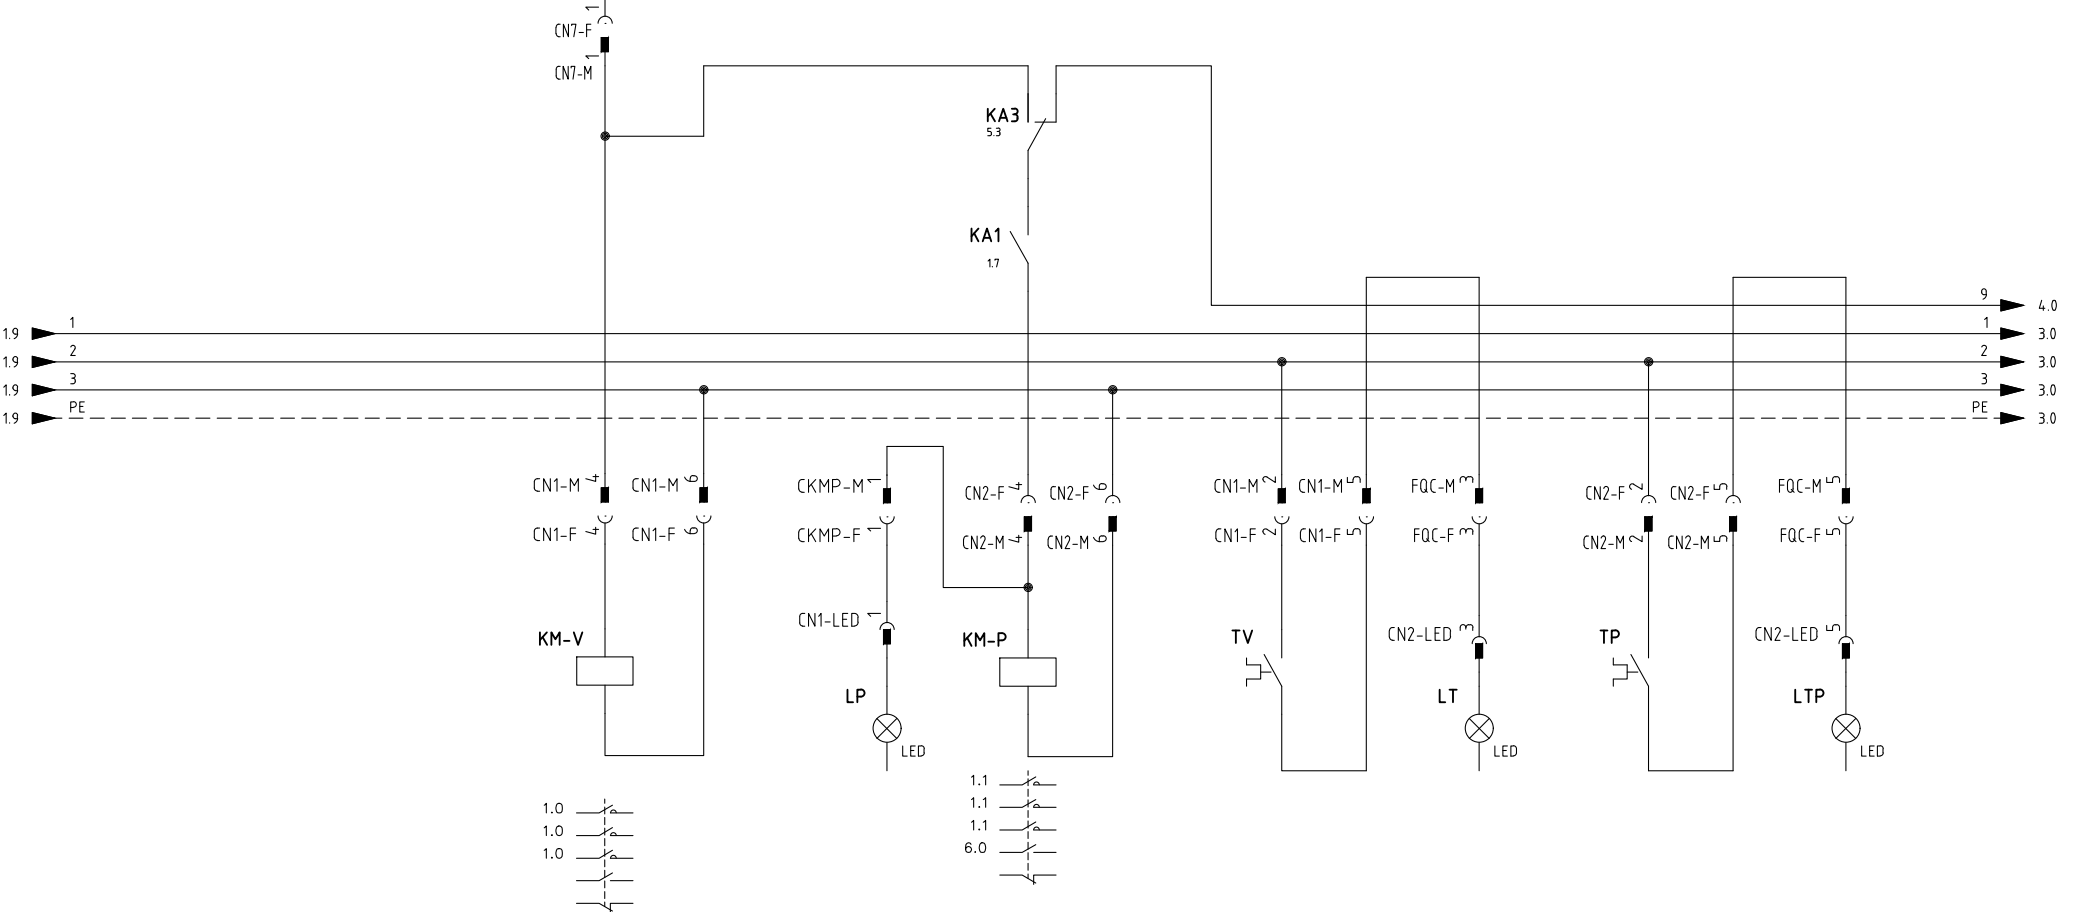 1
CN7-F
1
CN7-M
KA3
5.3
KA1
1.7
9 4.0
1.9 1 1 3.0
1.9 2 2 3.0
1.9 3 3 3.0
1.9 PE PE 3.0
CN1-M 4 CN1-M 6 CKMP-M 1 CN2-F 4 CN2-F 6 CN1-M 2 CN1-M 5 FQC-M 3 CN2-F 2 CN2-F 5 FQC-M 5
CN1-F 4 CN1-F 6 CKMP-F 1 CN2-M 4 CN2-M 6 CN1-F 2 CN1-F 5 FQC-F 3 CN2-M 2 CN2-M 5 FQC-F 5
CN1-LED 1 CN2-LED 3 CN2-LED 5
KM-V KM-P TV TP
LP LT LTP
LED LED LED
1.1
1.1
1.1
6.0
1.0
1.0
1.0